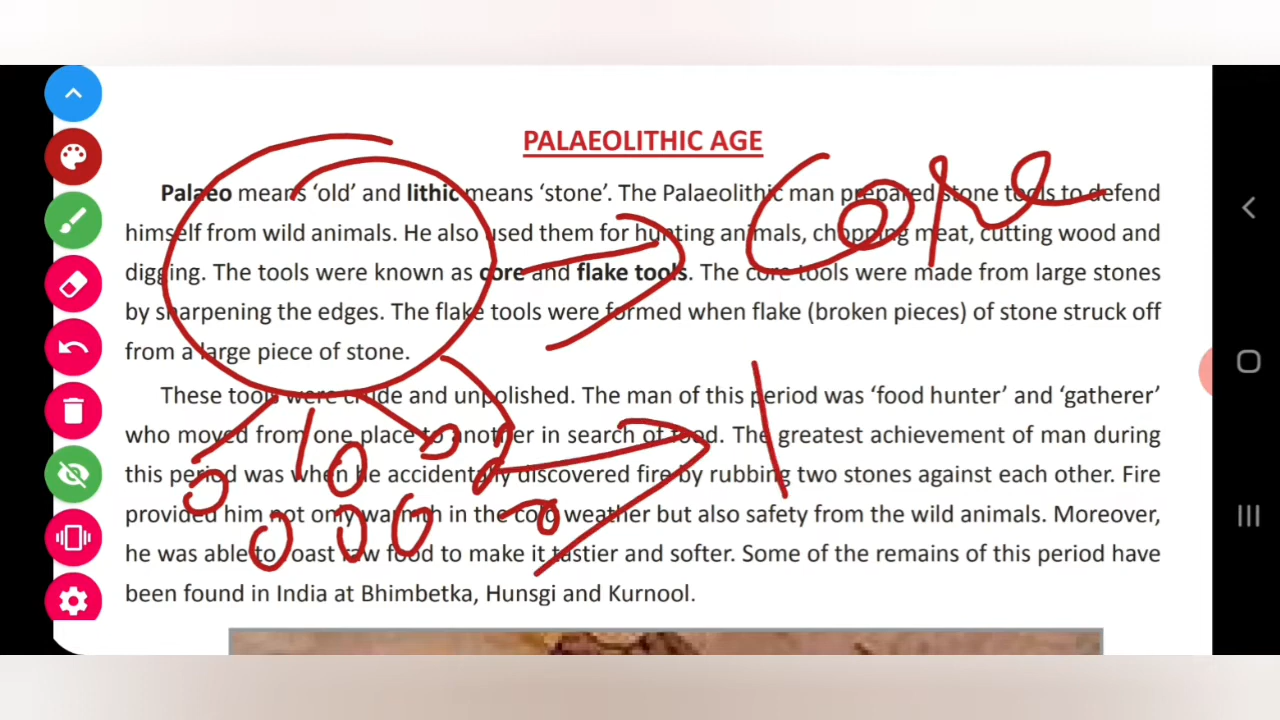 PALAEOLITHIC AGE
Palaeo means ‘old’ and lithic means ‘stone’. The Palaeolithic man prepared stone tools to defend
himself from wild animals. He also used them for hunting animals, chopping meat, cutting wood and
digging. The tools were known as core and flake tools. The core tools were made from large stones
by sharpening the edges. The flake tools were formed when flake (broken pieces) of stone struck off
from a large piece of stone.
These tools were crude and unpolished. The man of this period was ‘food hunter’ and ‘gatherer’
who moved from one place to another in search of food. The greatest achievement of man during
this period was when he accidentally discovered fire by rubbing two stones against each other. Fire
provided him not only warmth in the cold weather but also safety from the wild animals. Moreover,
he was able to roast raw food to make it tastier and softer. Some of the remains of this period have
been found in India at Bhimbetka, Hunsgi and Kurnool.
Core